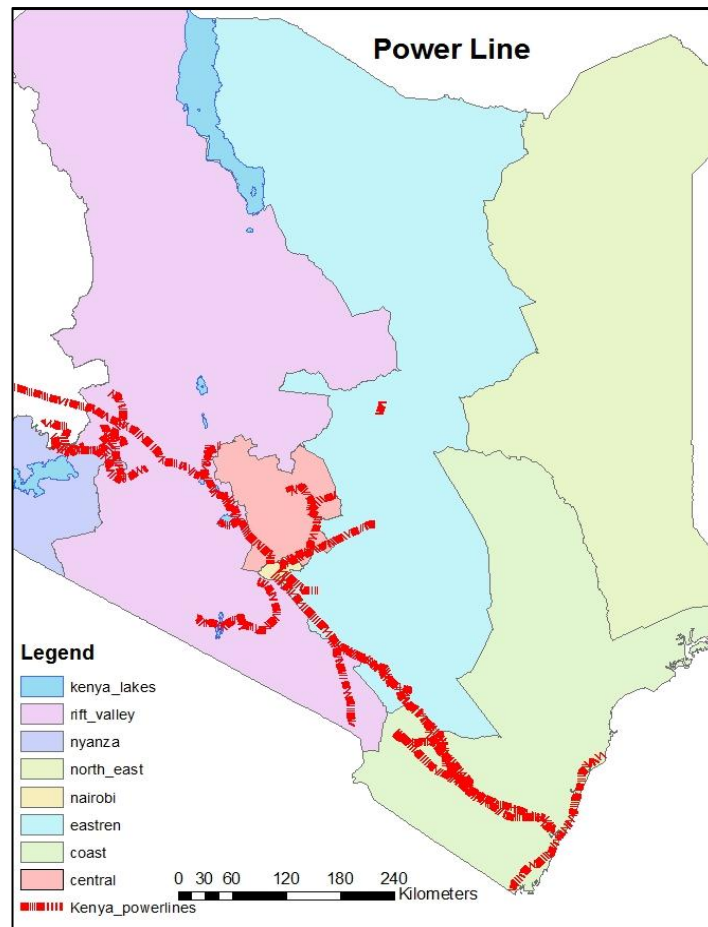 Power Line
Legend
kenya_lakes
rift_valley
nyanza
north_east
nairobi
eastren
coast
central
Kenya_powerlines
0 30 60 120 180 240
Kilometers